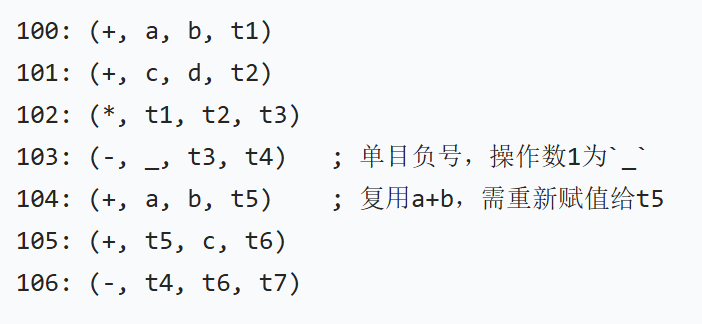 100: (+, a, b, t1)
101: (+, c, d, t2)
102: (*, t1, t2, t3)
103: (-, _, t3, t4)   ; 单目负号，操作数1为`_`
104: (+, a, b, t5)    ; 复用a+b，需重新赋值给t5
105: (+, t5, c, t6)
106: (-, t4, t6, t7)